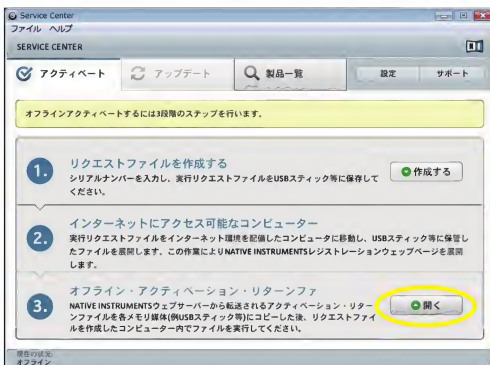 Service Center
ファイル ヘルプ
SERVICE CENTER
アクティベート
アップデート
製品一覧
設定
サポート
オフラインアクティベートするには3段階のステップを行います。
1.
リクエストファイルを作成する
シリアルナンバーを入力し、実行リクエストファイルをUSBスティック等に保存して
ください。
作成する
2.
インターネットにアクセス可能なコンピューター
実行リクエストファイルをインターネット環境を配備したコンピュータに移動し、USBスティック等に保管し
たファイルを展開します。この作業によりNATIVE INSTRUMENTSレジストレーションウェブページを展開
します。
3.
オフライン・アクティベーション・リターンファ
NATIVE INSTRUMENTSウェブサーバーから転送されるアクティベーション・リター
ンファイルを各メモリ媒体(例USBスティック等)にコピーした後、リクエストファイ
ルを作成したコンピューター内でファイルを実行してください。
開く
現在の状況:
オフライン